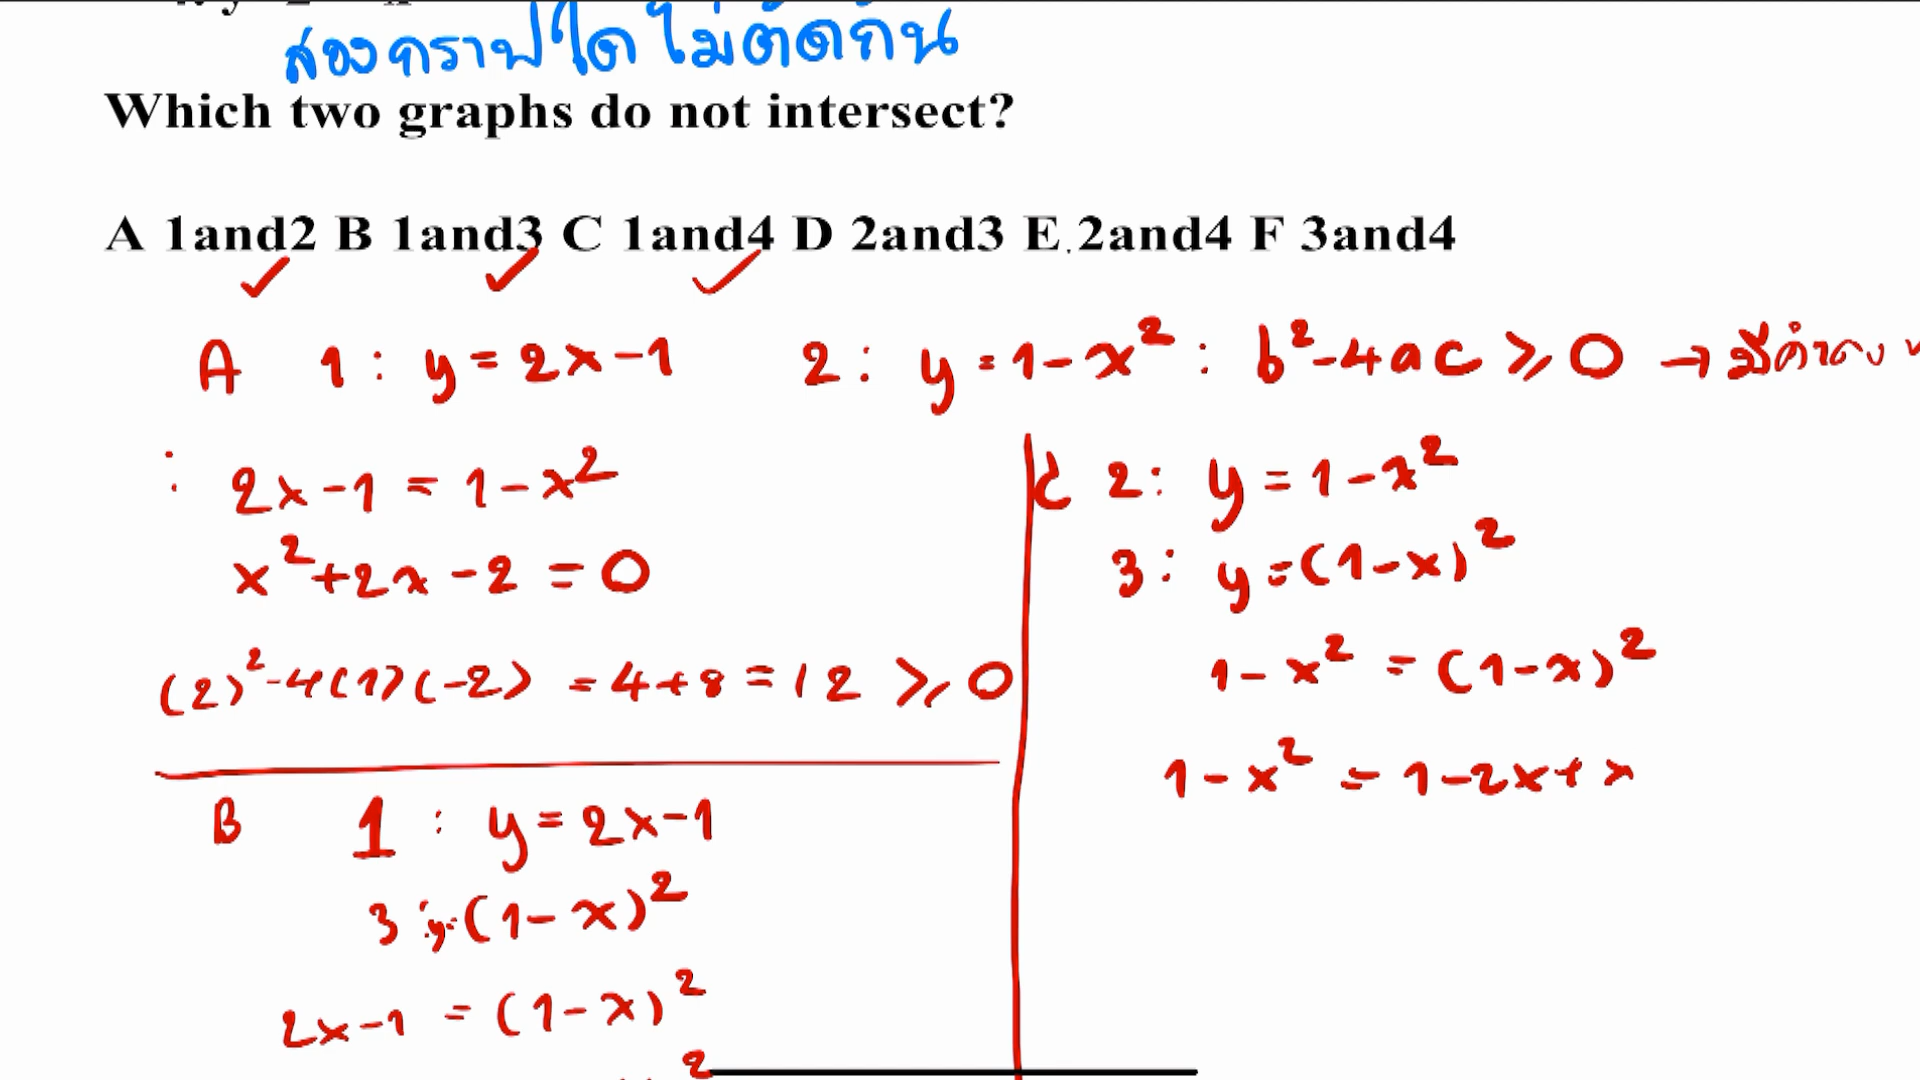 สองกราฟใดไม่ตัดกัน
Which two graphs do not intersect?
A 1and2 B 1and3 C 1and4 D 2and3 E.2and4 F 3and4
A 1 : y = 2x-1 2 : y = 1-x² : b²-4ac ≥ 0 →
: 2x-1 = 1-x²
x²+2x-2 = 0
(2)²-4(1)(-2) = 4+8 = 12 ≥ 0
B 1 : y = 2x-1
3 : y=(1-x)²
2x-1 = (1-x)²
2
2 : y = 1-x²
3 : y = (1-x)²
1-x² = (1-x)²
1-x² = 1-2x+x